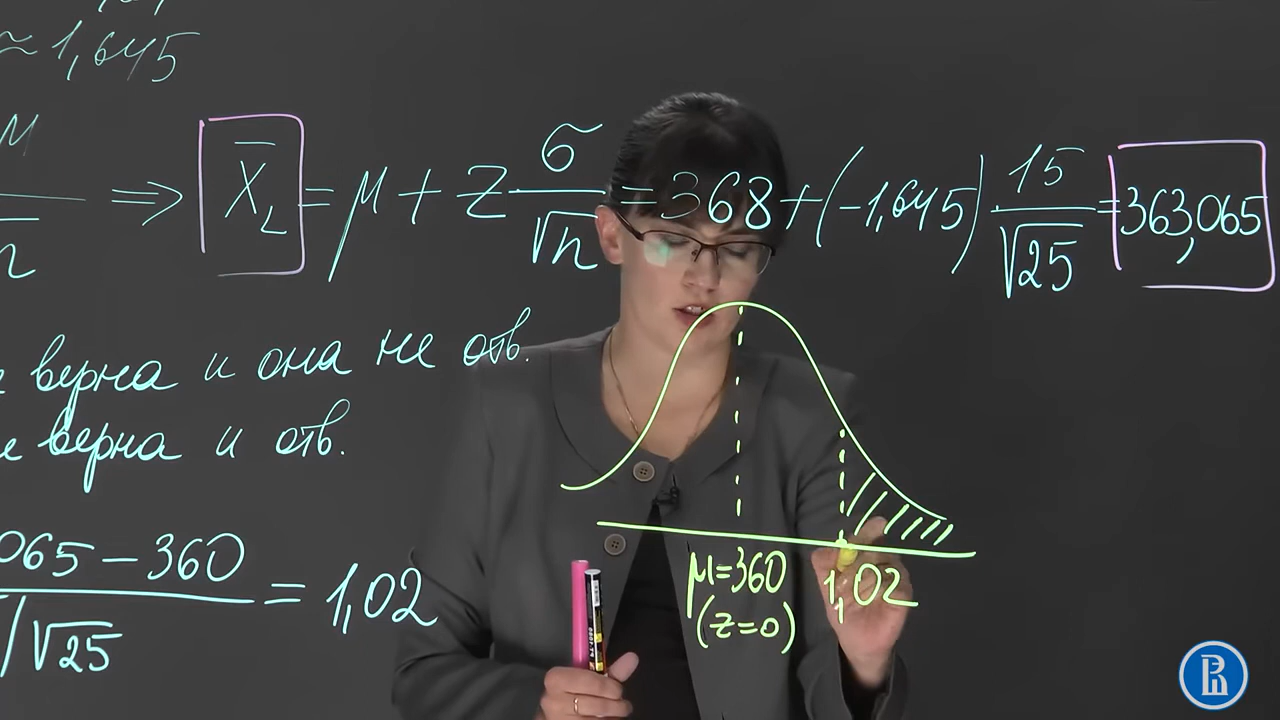 ≈1,645
M
n
⇒ X̄_L = μ + z σ/√n = 368 + (-1,645) 15/√25 = 363,065
верна и она не отв.
верна и отв.
065 - 360
/√25
= 1,02
μ=360
(z=0)
1,02